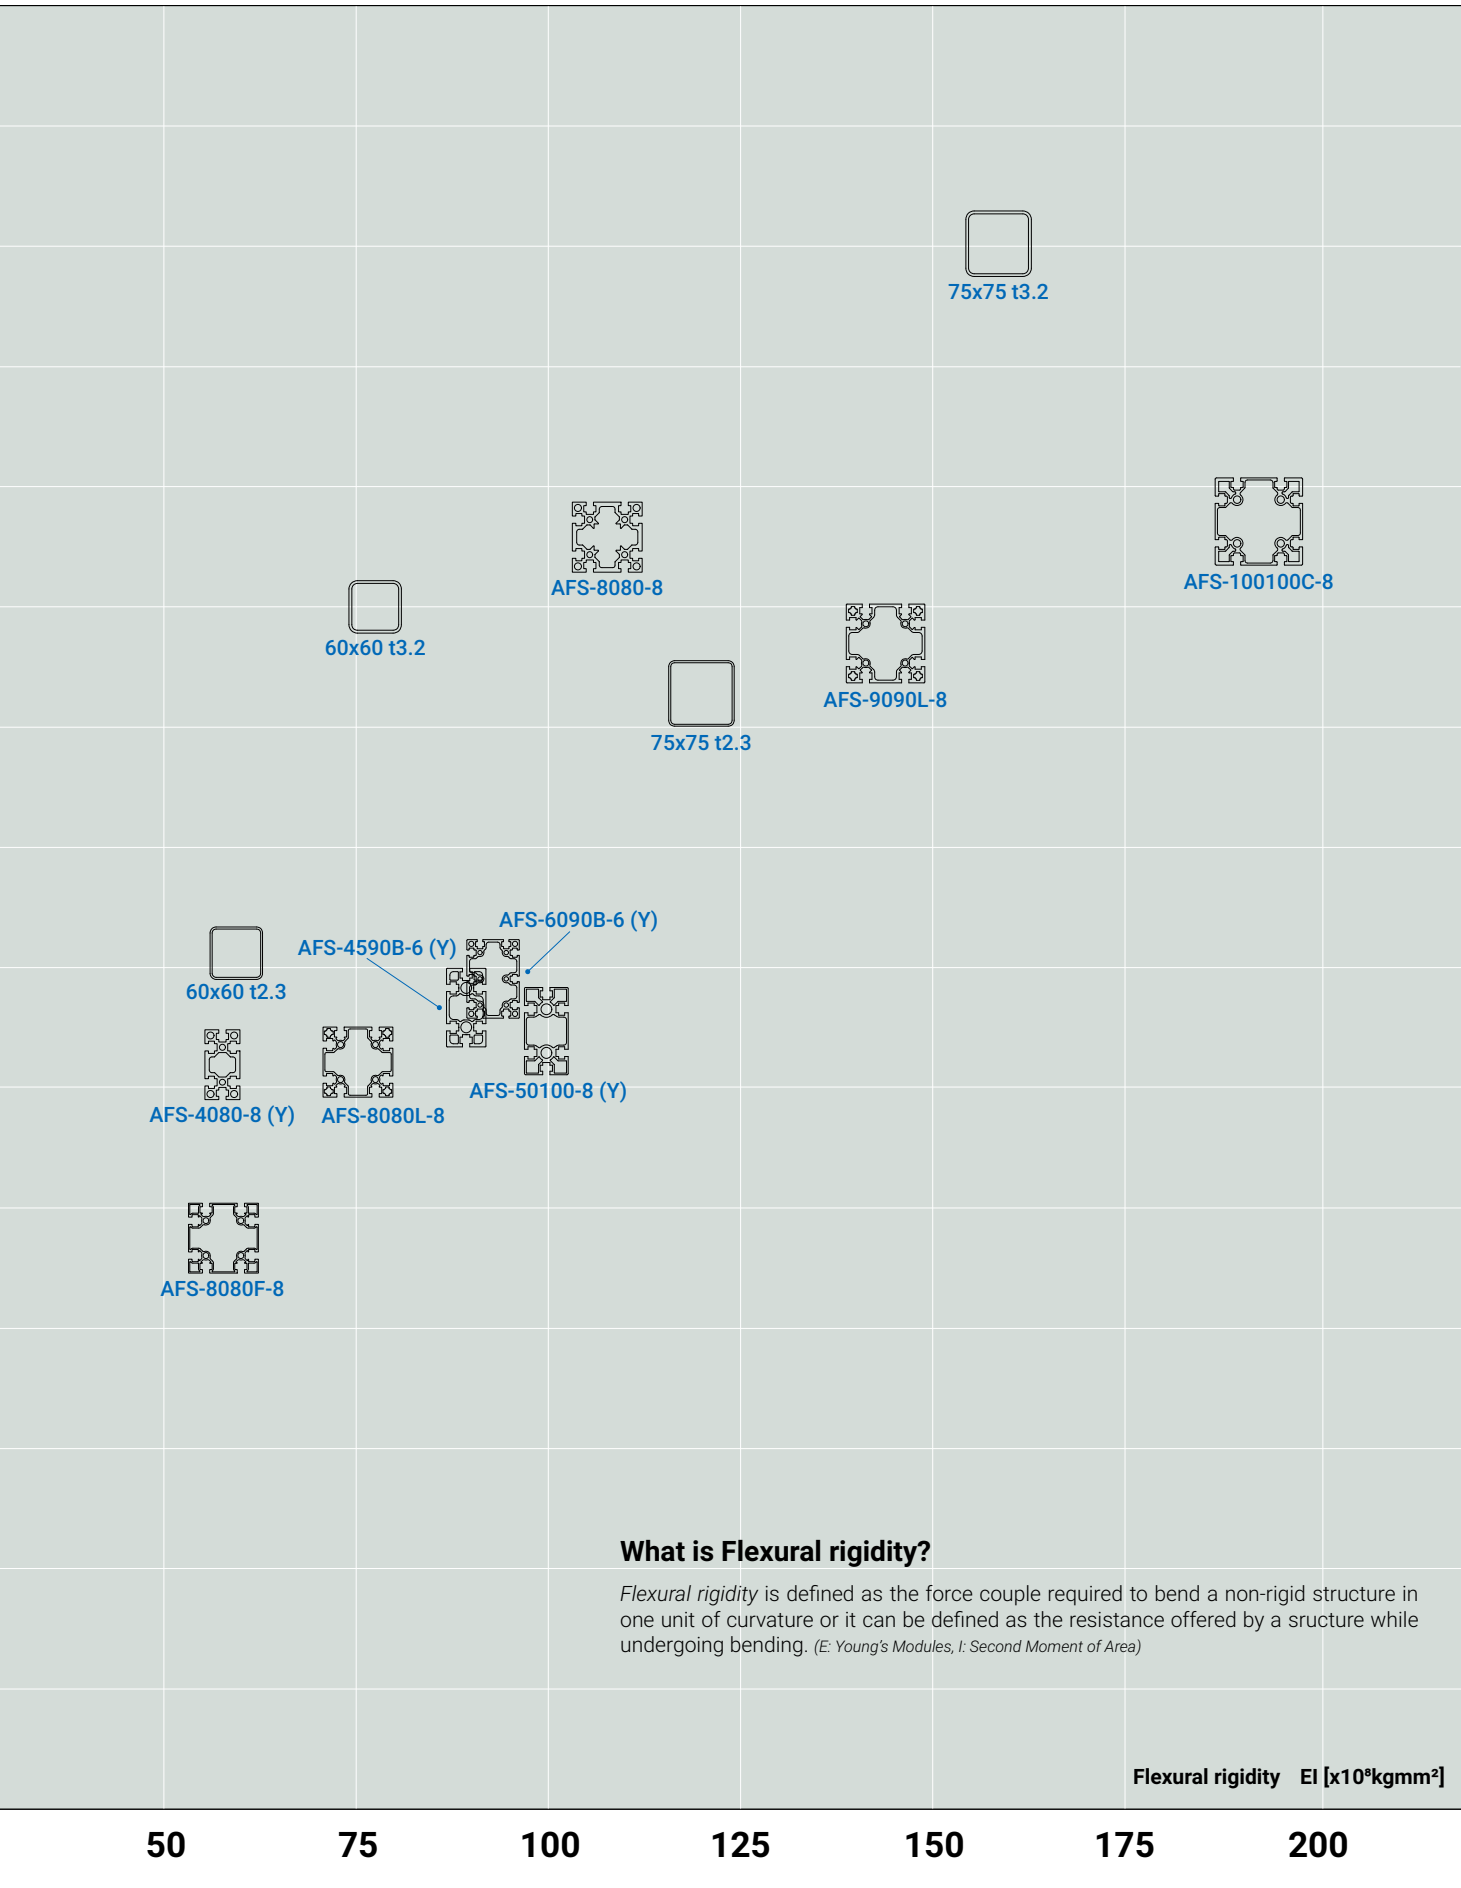 75x75 t3.2
AFS-8080-8
AFS-100100C-8
60x60 t3.2
AFS-9090L-8
75x75 t2.3
AFS-6090B-6 (Y)
AFS-4590B-6 (Y)
60x60 t2.3
AFS-50100-8 (Y)
AFS-4080-8 (Y)
AFS-8080L-8
AFS-8080F-8
What is Flexural rigidity?
Flexural rigidity is defined as the force couple required to bend a non-rigid structure in
one unit of curvature or it can be defined as the resistance offered by a sructure while
undergoing bending. (E: Young's Modules, I: Second Moment of Area)
Flexural rigidity EI [x10⁸kgmm²]
50 75 100 125 150 175 200